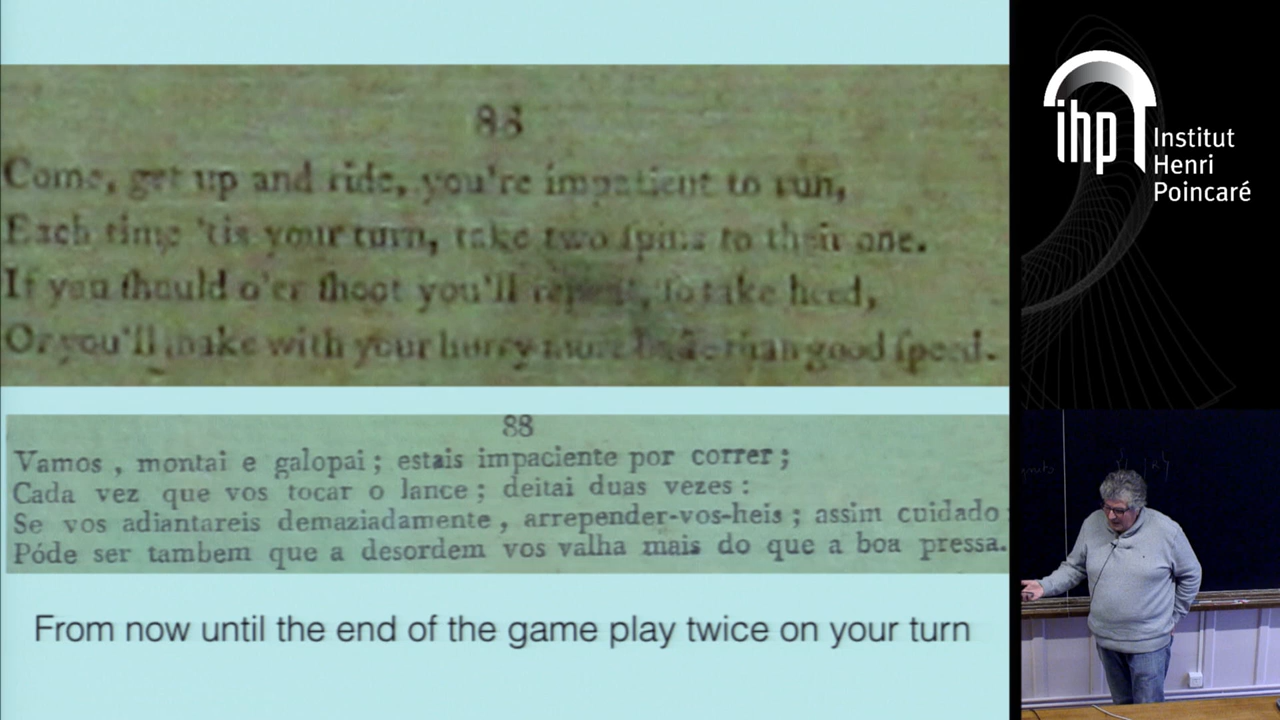 88
Come, get up and ride, you're impatient to run,
Each time 'tis your turn, take two ſpins to their one.
If you ſhould o'er ſhoot you'll repent, ſo take heed,
Or you'll make with your hurry more than good ſpeed.
88
Vamos , montai e galopai ; estais impaciente por correr ;
Cada vez que vos tocar o lance ; deitai duas vezes :
Se vos adiantareis demaziadamente , arrepender-vos-heis ; assim cuidado
Póde ser tambem que a desordem vos valha mais do que a boa pressa.
From now until the end of the game play twice on your turn
ihp
Institut
Henri
Poincaré